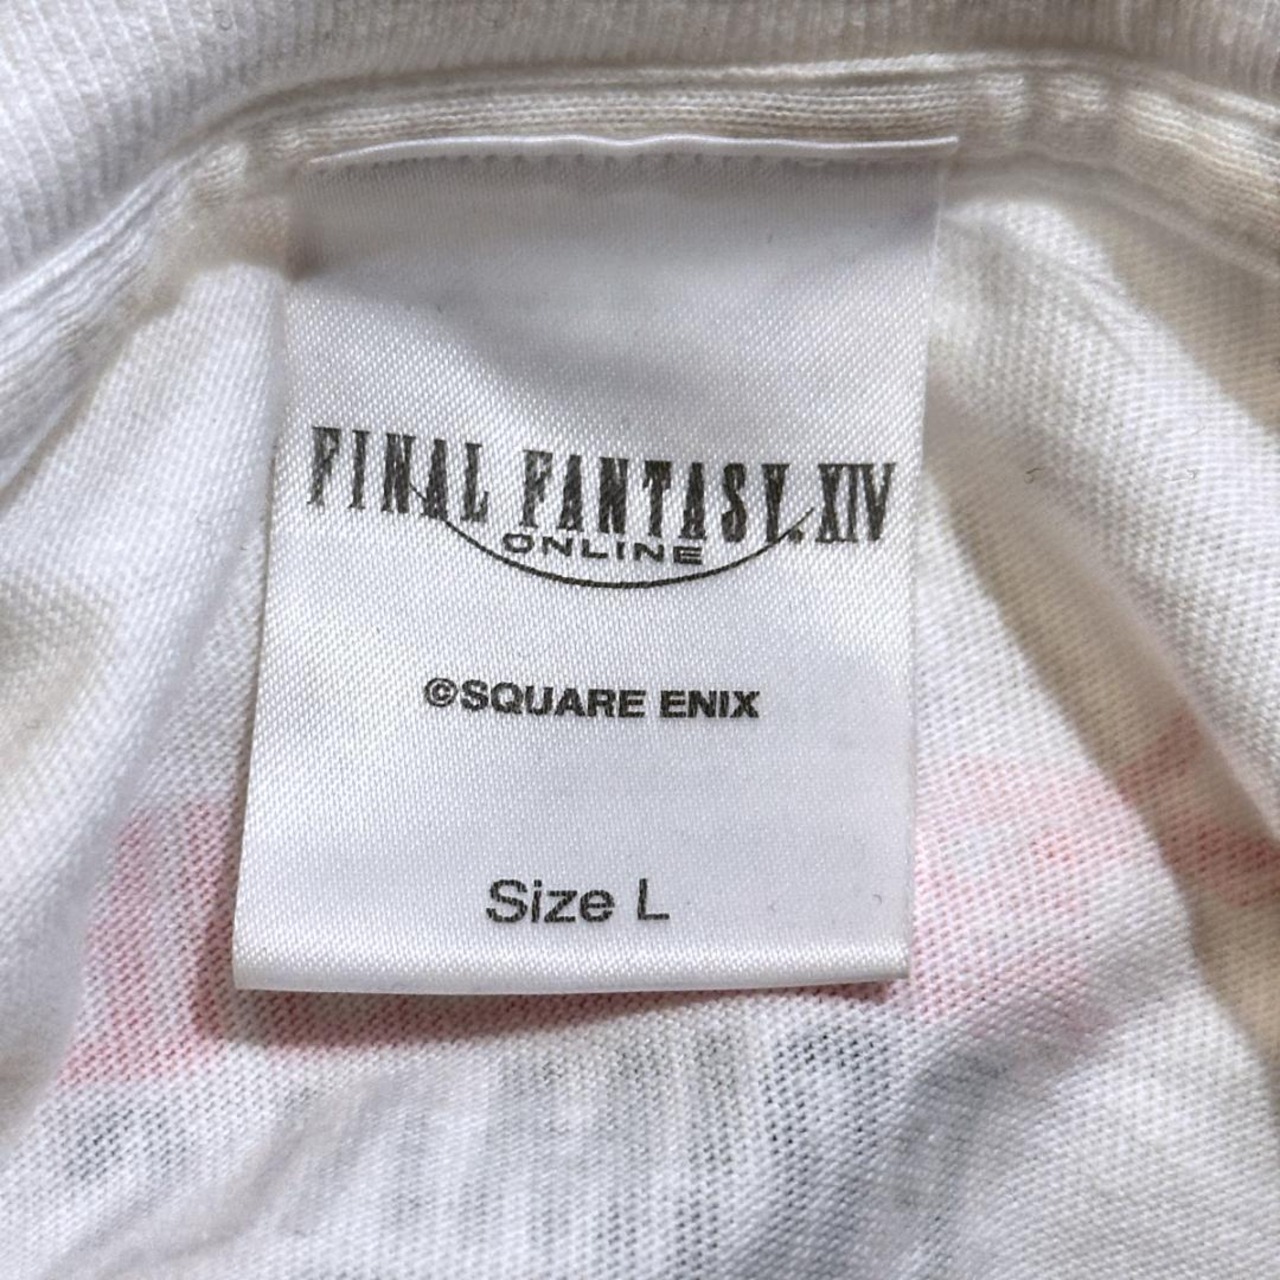 FINAL FANTASY.XIV
ONLINE
©SQUARE ENIX
Size L